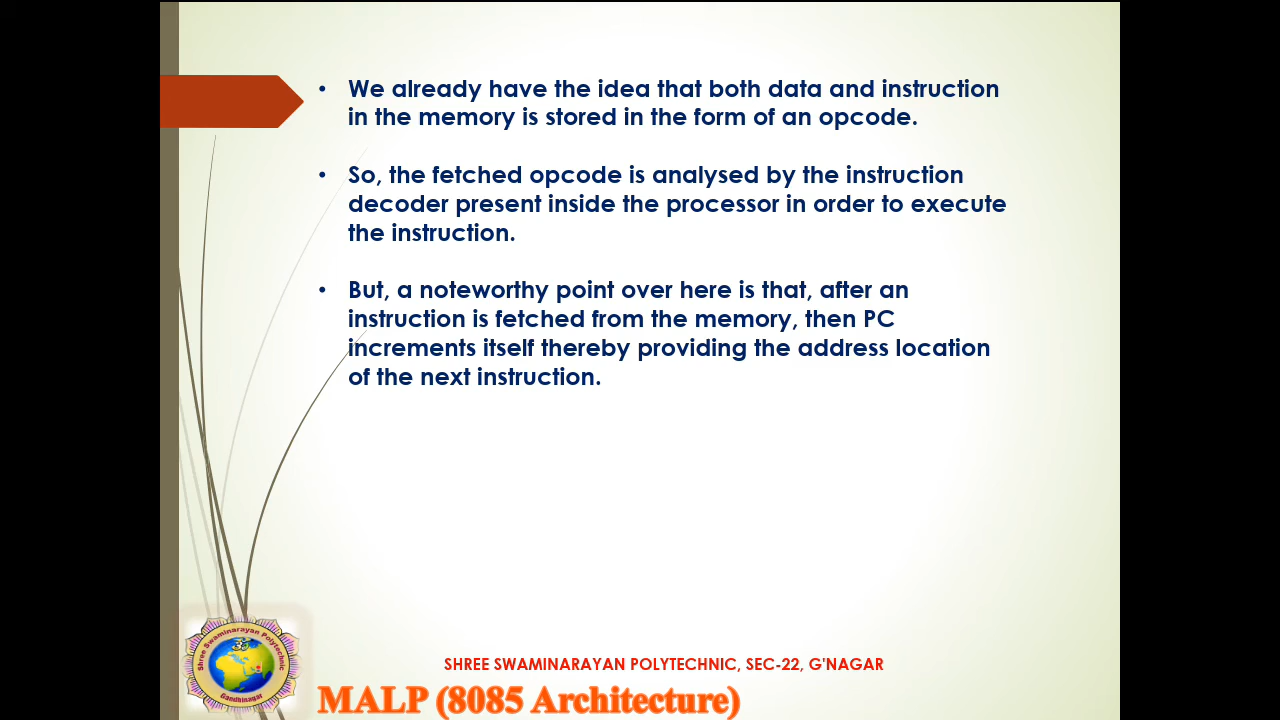 • We already have the idea that both data and instruction
in the memory is stored in the form of an opcode.
• So, the fetched opcode is analysed by the instruction
decoder present inside the processor in order to execute
the instruction.
• But, a noteworthy point over here is that, after an
instruction is fetched from the memory, then PC
increments itself thereby providing the address location
of the next instruction.
Shree Swaminarayan Polytechnic
Gandhinagar
SHREE SWAMINARAYAN POLYTECHNIC, SEC-22, G'NAGAR
MALP (8085 Architecture)